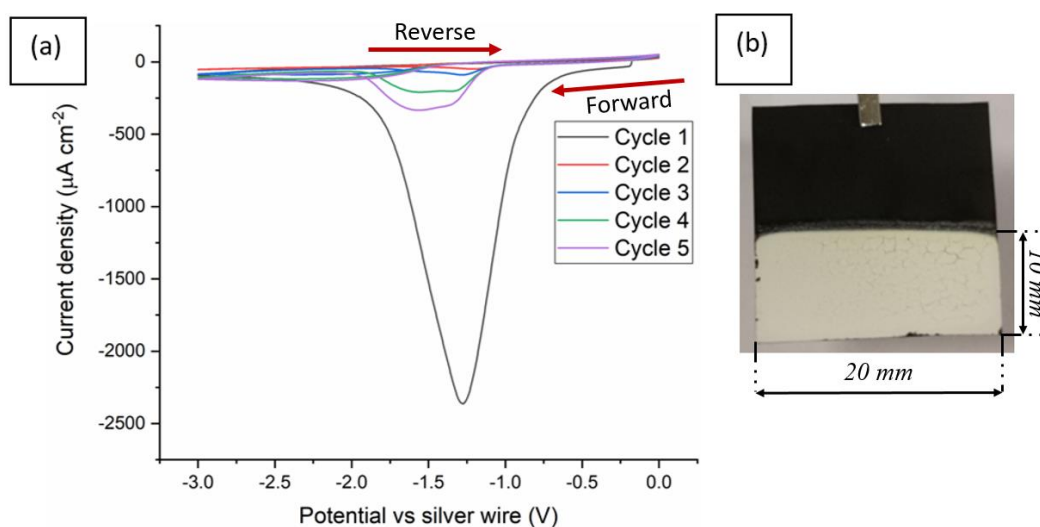 (a)
Reverse
Forward
0
-500
-1000
-1500
-2000
-2500
Current density (µA cm⁻²)
Cycle 1
Cycle 2
Cycle 3
Cycle 4
Cycle 5
-3.0 -2.5 -2.0 -1.5 -1.0 -0.5 0.0
Potential vs silver wire (V)
(b)
10 mm
20 mm